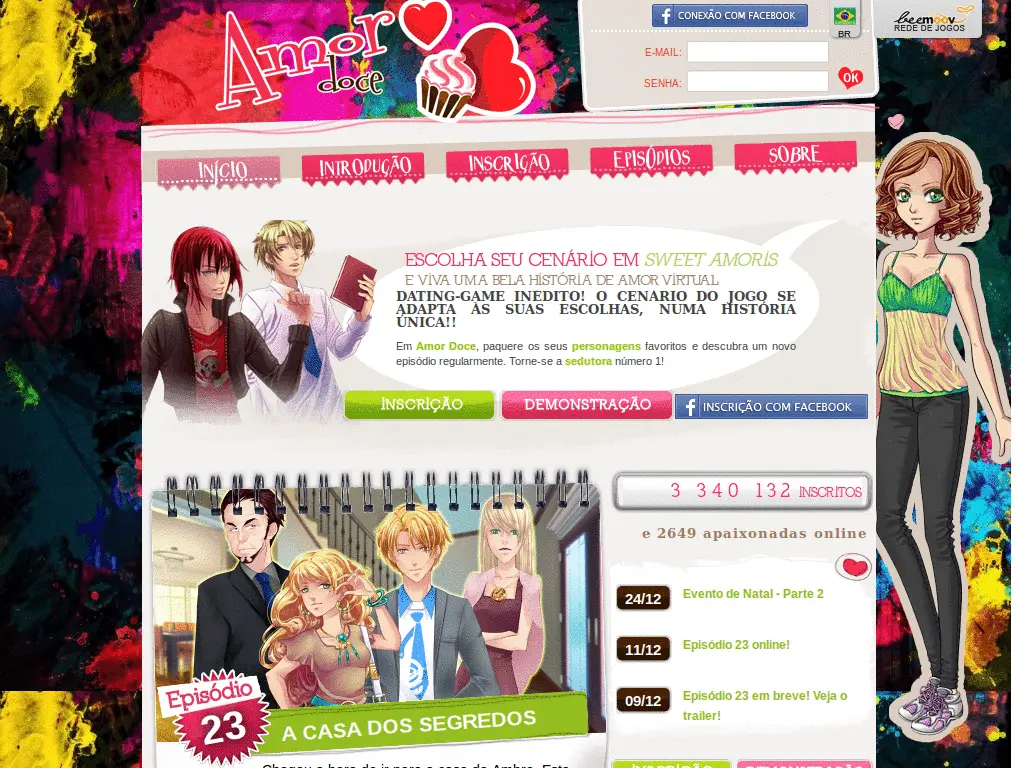 Amor
doce
CONEXÃO COM FACEBOOK
BR
beemoov
REDE DE JOGOS
E-MAIL:
SENHA:
OK
INÍCIO
INTRODUÇÃO
INSCRIÇÃO
EPISÓDIOS
SOBRE
ESCOLHA SEU CENÁRIO EM SWEET AMORIS
E VIVA UMA BELA HISTÓRIA DE AMOR VIRTUAL
DATING-GAME INEDITO! O CENARIO DO JOGO SE
ADAPTA ÀS SUAS ESCOLHAS, NUMA HISTÓRIA
ÚNICA!!
Em Amor Doce, paquere os seus personagens favoritos e descubra um novo
episódio regularmente. Torne-se a sedutora número 1!
INSCRIÇÃO
DEMONSTRAÇÃO
INSCRIÇÃO COM FACEBOOK
3 340 132 INSCRITOS
e 2649 apaixonadas online
24/12
Evento de Natal - Parte 2
11/12
Episódio 23 online!
09/12
Episódio 23 em breve! Veja o
trailer!
Episódio
23
A CASA DOS SEGREDOS
Chegou a hora de ir para a casa da Ambre. Esta
INSCRIÇÃO
DEMONSTRAÇÃO